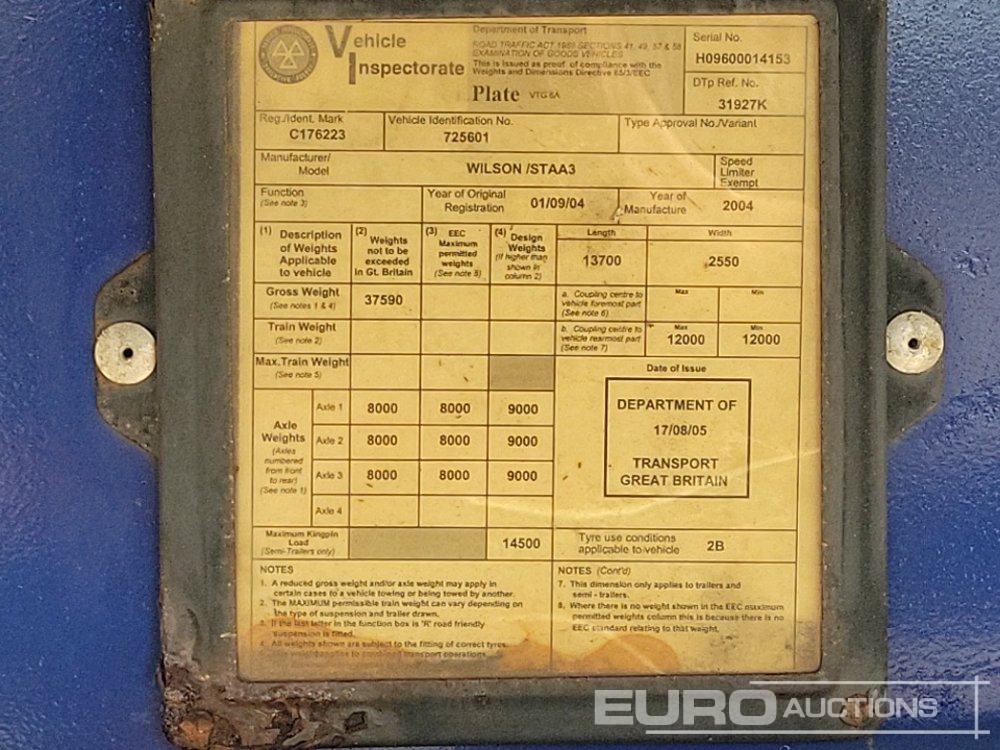 Vehicle
Inspectorate
Department of Transport
ROAD TRAFFIC ACT 1988 SECTIONS 41, 49, 57 & 58
EXAMINATION OF GOODS VEHICLES
This is issued as proof of compliance with the
Weights and Dimensions Directive 85/3/EEC
Plate VTG 6A
Serial No.
H09600014153
DTp Ref. No.
31927K
Reg./Ident. Mark
C176223
Vehicle Identification No.
725601
Type Approval No./Variant
Manufacturer/
Model
WILSON /STAA3
Speed
Limiter
Exempt
Function
(See note 3)
Year of Original
Registration
01/09/04
Year of
Manufacture
2004
(1) Description
of Weights
Applicable
to vehicle
(2) Weights
not to be
exceeded
in Gt. Britain
(3) EEC
Maximum
permitted
weights
(See note 8)
(4) Design
Weights
(If higher than
shown in
column 2)
Length
13700
Width
2550
Gross Weight
(See notes 1 & 4)
37590
a. Coupling centre to
vehicle foremost part
(See note 6)
Max
Min
Train Weight
(See note 2)
b. Coupling centre to
vehicle rearmost part
(See note 7)
Max
12000
Min
12000
Max.Train Weight
(See note 5)
Date of Issue
DEPARTMENT OF
17/08/05
TRANSPORT
GREAT BRITAIN
Axle
Weights
(Axles
numbered
from front
to rear)
(See note 1)
Axle 1 8000 8000 9000
Axle 2 8000 8000 9000
Axle 3 8000 8000 9000
Axle 4
Maximum Kingpin
Load
(Semi-Trailers only)
14500
Tyre use conditions
applicable to vehicle
2B
NOTES
1. A reduced gross weight and/or axle weight may apply in
certain cases to a vehicle towing or being towed by another.
2. The MAXIMUM permissible train weight can vary depending on
the type of suspension and trailer drawn.
3. If the last letter in the function box is 'R' road friendly
suspension is fitted.
4. All weights shown are subject to the fitting of correct tyres.
transport operations.
NOTES (Cont'd)
7. This dimension only applies to trailers and
semi - trailers.
8. Where there is no weight shown in the EEC maximum
permitted weights column this is because there is no
EEC standard relating to that weight.
EURO AUCTIONS